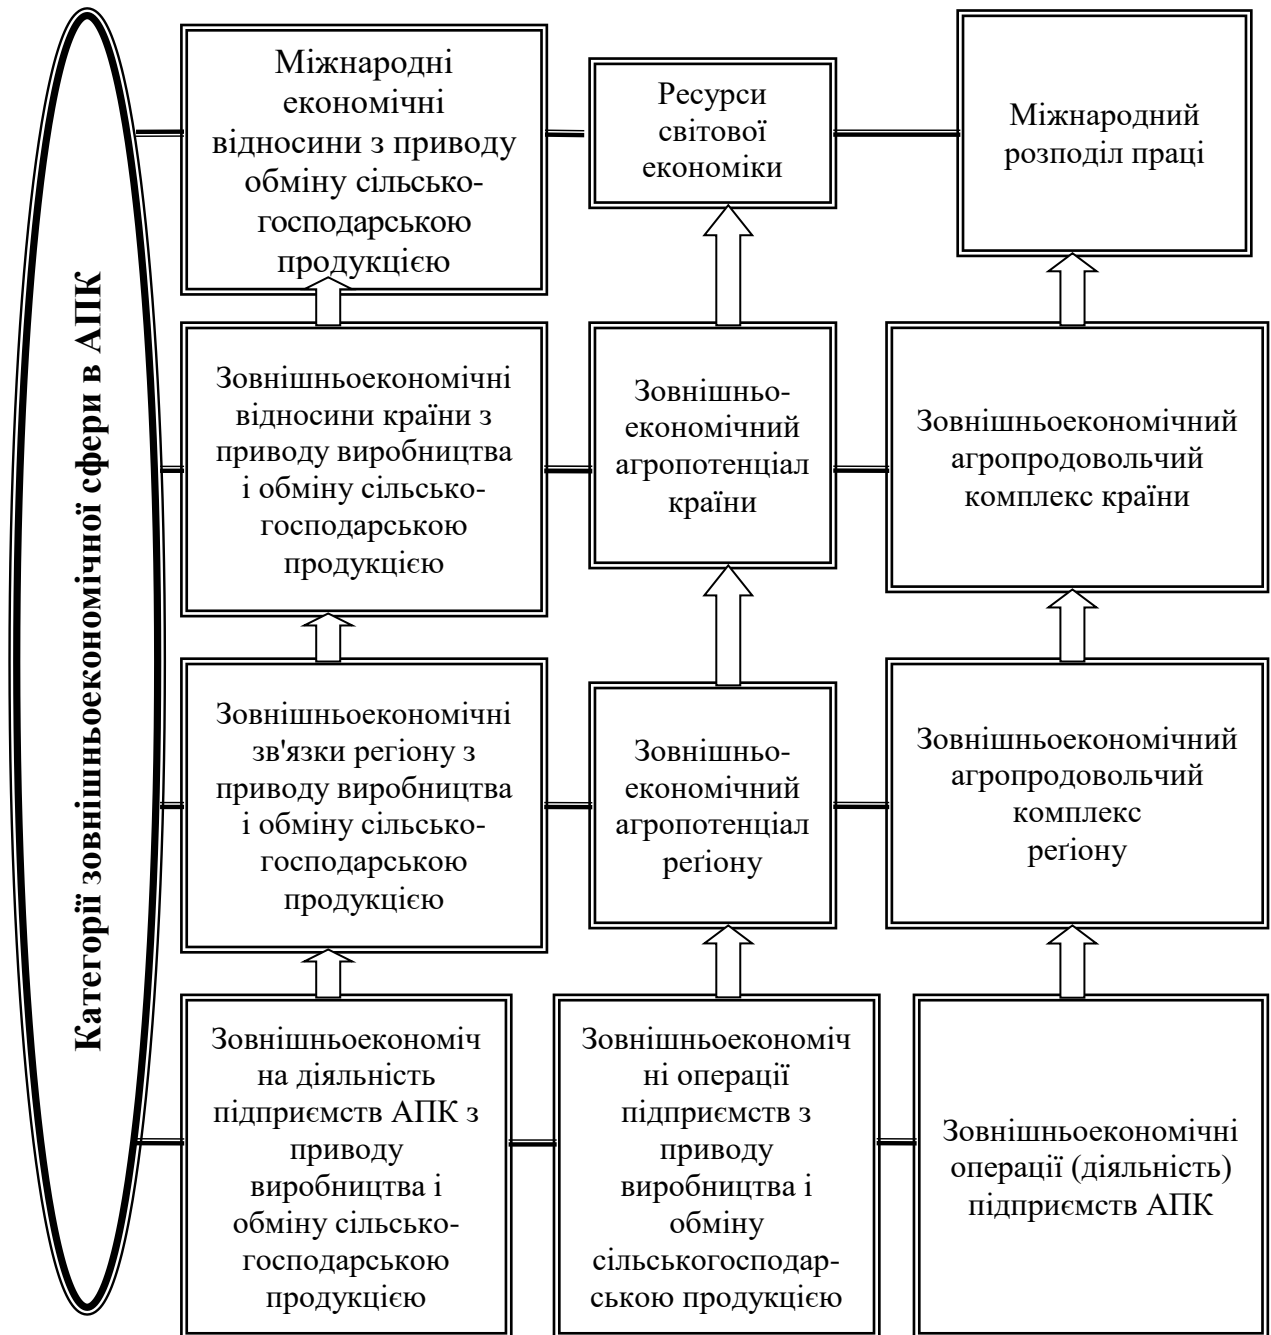 Категорії зовнішньоекономічної сфери в АПК
Міжнародні
економічні
відносини з приводу
обміну сільсько-
господарською
продукцією
Ресурси
світової
економіки
Міжнародний
розподіл праці
Зовнішньоекономічні
відносини країни з
приводу виробництва
і обміну сільсько-
господарською
продукцією
Зовнішньо-
економічний
агропотенціал
країни
Зовнішньоекономічний
агропродовольчий
комплекс країни
Зовнішньоекономічні
зв'язки регіону з
приводу виробництва
і обміну сільсько-
господарською
продукцією
Зовнішньо-
економічний
агропотенціал
реґіону
Зовнішньоекономічний
агропродовольчий
комплекс
реґіону
Зовнішньоекономіч
на діяльність
підприємств АПК з
приводу
виробництва і
обміну сільсько-
господарською
продукцією
Зовнішньоекономіч
ні операції
підприємств з
приводу
виробництва і
обміну
сільськогосподар-
ською продукцією
Зовнішньоекономічні
операції (діяльність)
підприємств АПК